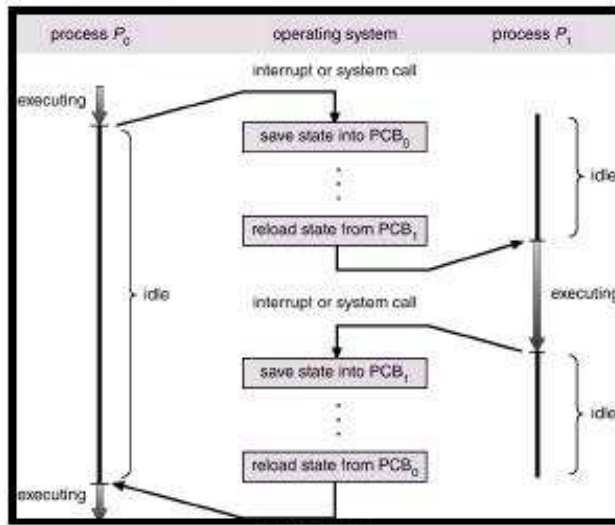 process P0 operating system process P1
interrupt or system call
executing
save state into PCB0
idle
reload state from PCB1
idle
interrupt or system call
executing
save state into PCB1
idle
reload state from PCB0
executing